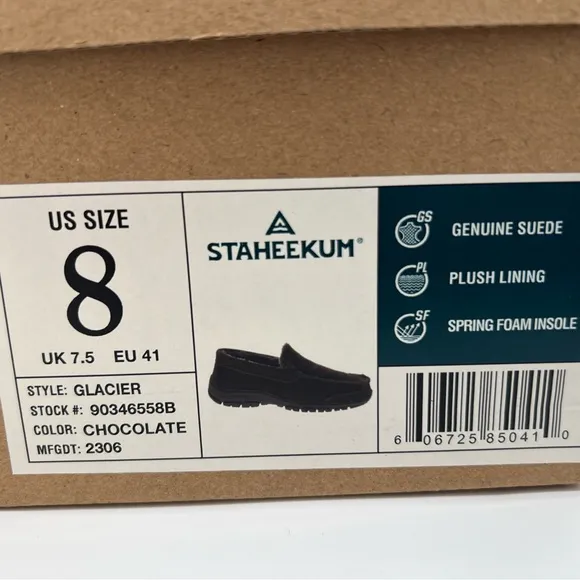 US SIZE
8
UK 7.5 EU 41
STYLE: GLACIER
STOCK #: 90346558B
COLOR: CHOCOLATE
MFGDT: 2306
STAHEEKUM®
GS GENUINE SUEDE
PL PLUSH LINING
SF SPRING FOAM INSOLE
6 06725 85041 0